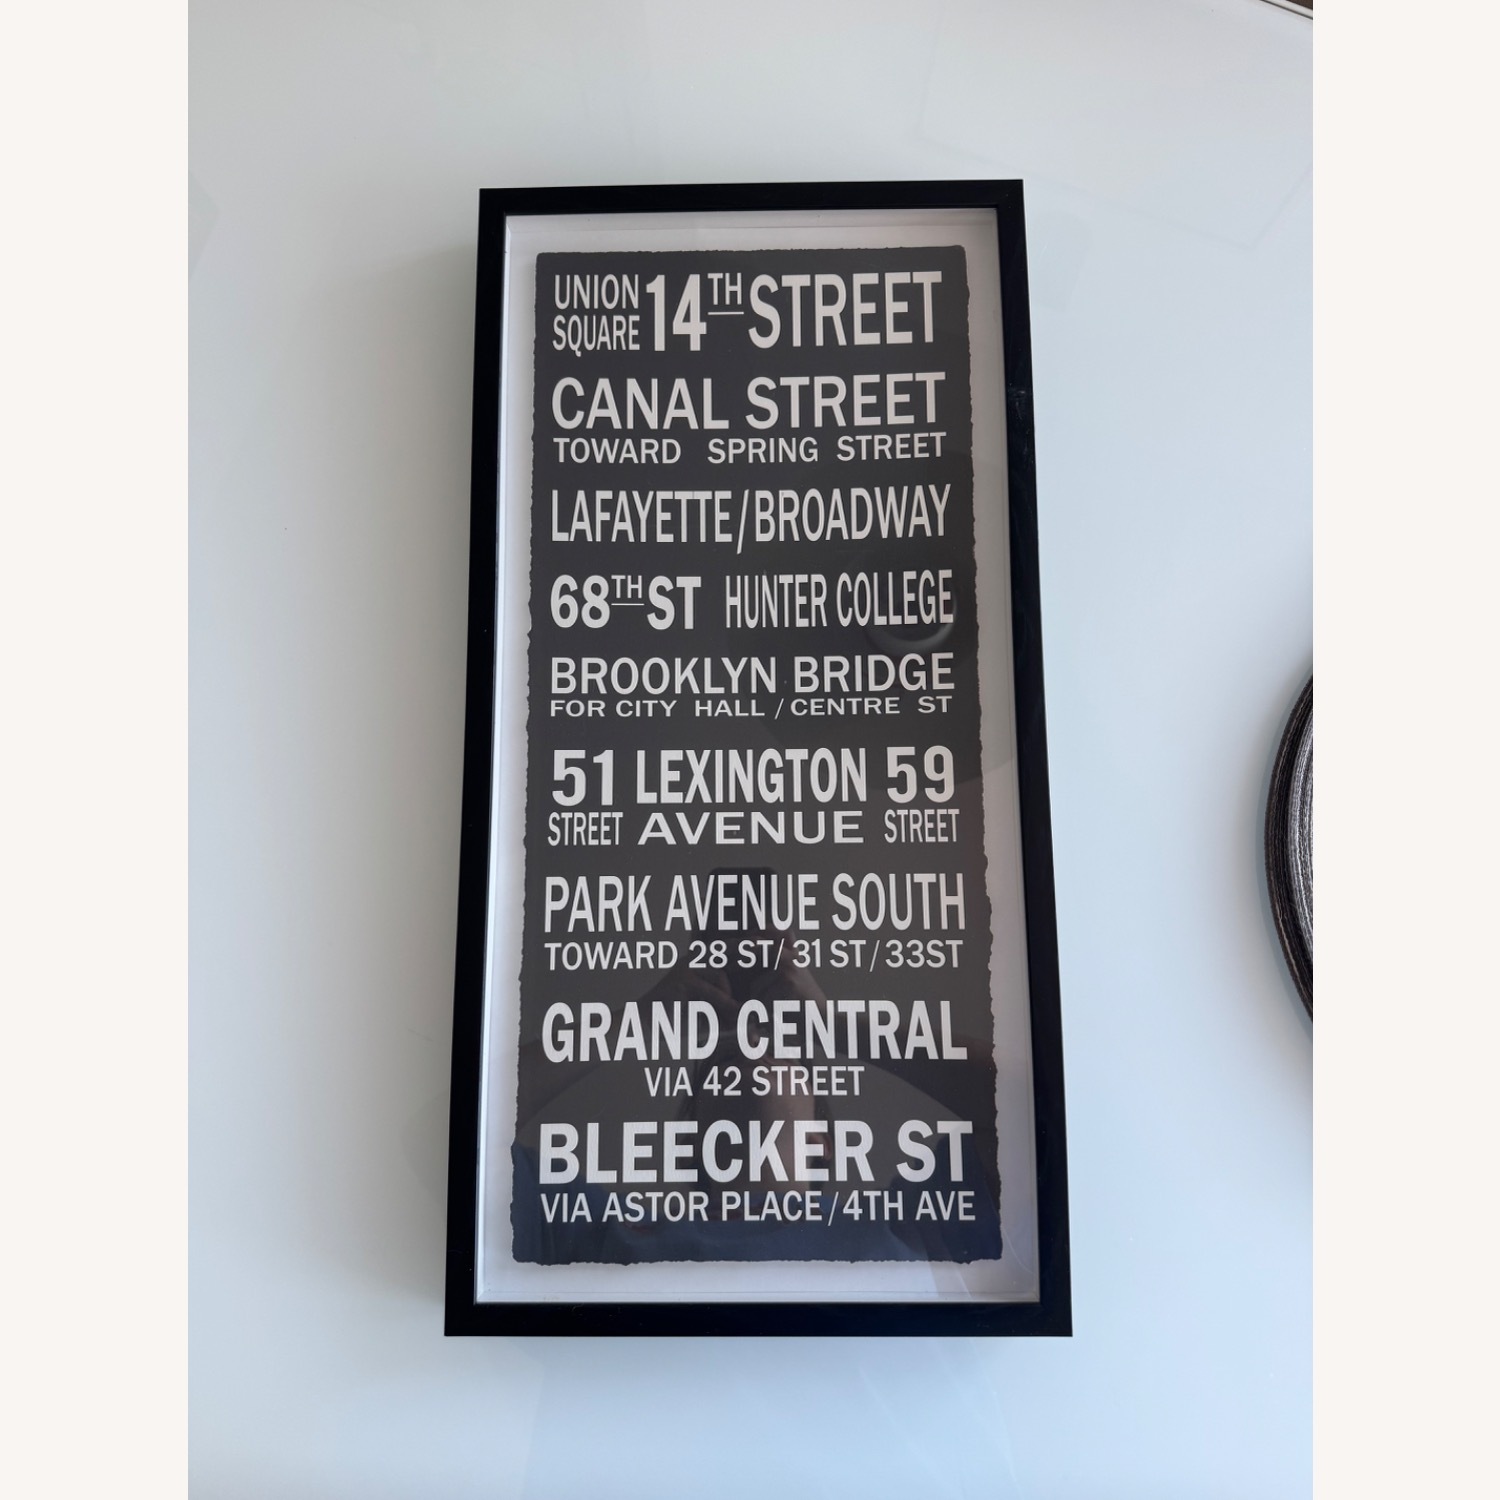 UNION SQUARE 14TH STREET
CANAL STREET
TOWARD SPRING STREET
LAFAYETTE/BROADWAY
68TH ST HUNTER COLLEGE
BROOKLYN BRIDGE
FOR CITY HALL / CENTRE ST
51 LEXINGTON 59
STREET AVENUE STREET
PARK AVENUE SOUTH
TOWARD 28 ST/ 31 ST / 33ST
GRAND CENTRAL
VIA 42 STREET
BLEECKER ST
VIA ASTOR PLACE/4TH AVE